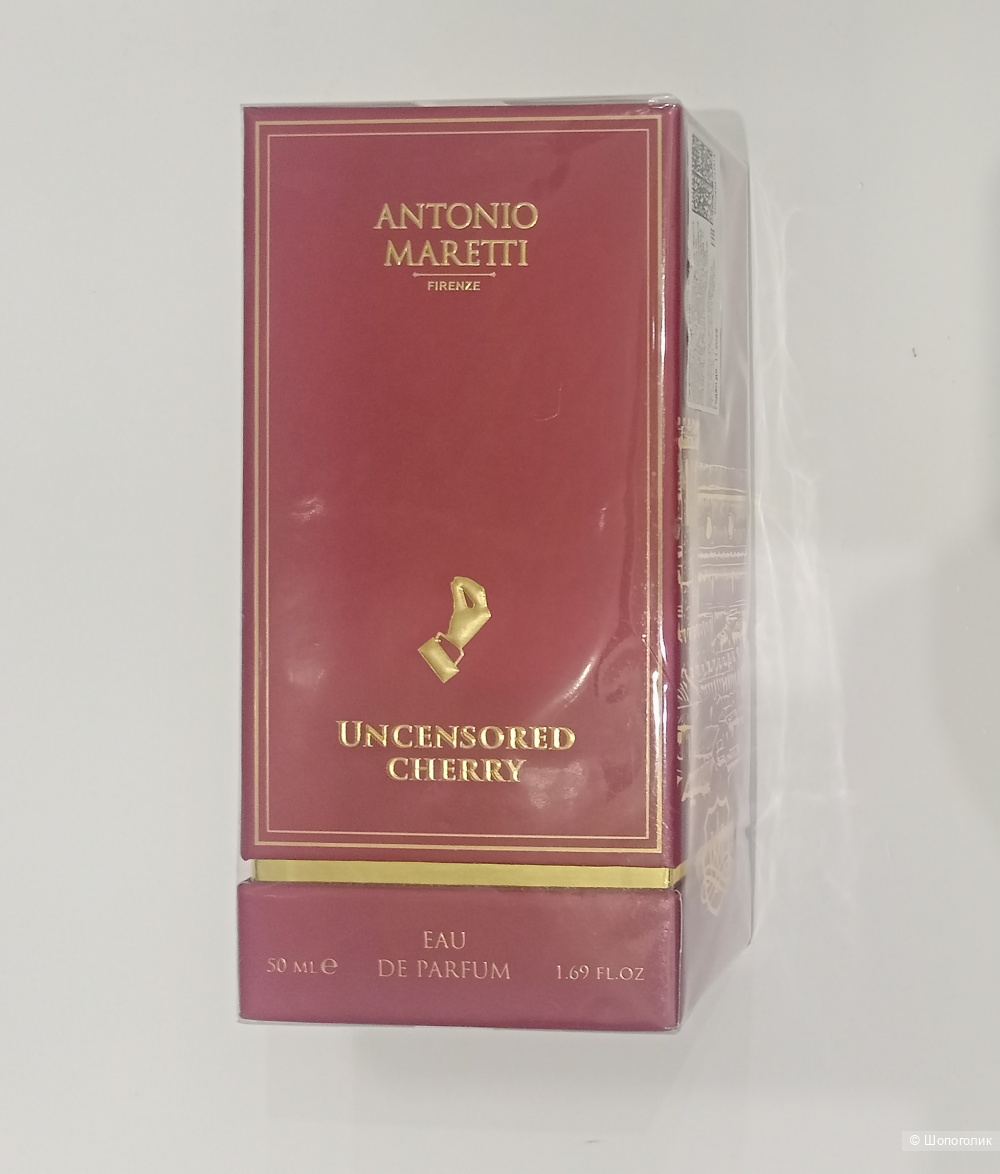 ANTONIO
MARETTI
FIRENZE
UNCENSORED
CHERRY
EAU
50 ML e DE PARFUM 1.69 FL.OZ
© Шопоголик